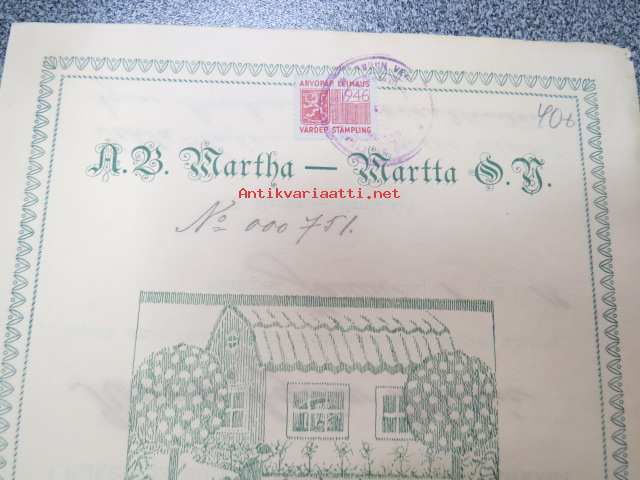 ARVOPAP. LEIMAUS
1946
VÄRDEP. STÄMPLING
40
A.B. Martha — Martta O.Y.
Antikvariaatti.net
No 000751.